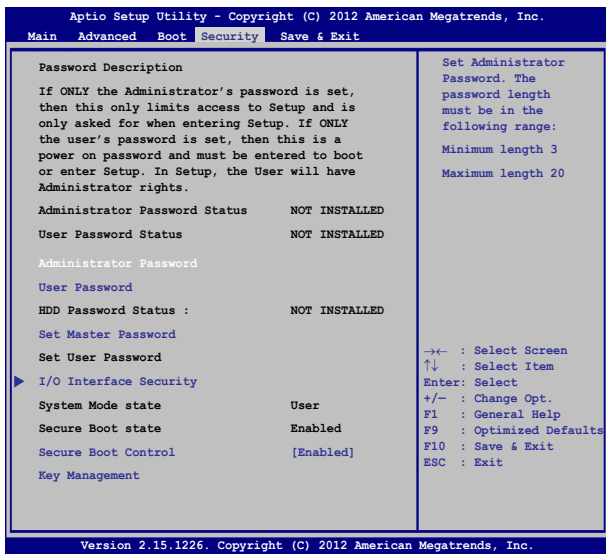 Aptio Setup Utility - Copyright (C) 2012 American Megatrends, Inc.
Main Advanced Boot Security Save & Exit
Password Description
If ONLY the Administrator's password is set,
then this only limits access to Setup and is
only asked for when entering Setup. If ONLY
the user's password is set, then this is a
power on password and must be entered to boot
or enter Setup. In Setup, the User will have
Administrator rights.
Administrator Password Status NOT INSTALLED
User Password Status NOT INSTALLED
Administrator Password
User Password
HDD Password Status : NOT INSTALLED
Set Master Password
Set User Password
I/O Interface Security
System Mode state User
Secure Boot state Enabled
Secure Boot Control [Enabled]
Key Management
Set Administrator
Password. The
password length
must be in the
following range:
Minimum length 3
Maximum length 20
→← : Select Screen
↑↓ : Select Item
Enter: Select
+/— : Change Opt.
F1 : General Help
F9 : Optimized Defaults
F10 : Save & Exit
ESC : Exit
Version 2.15.1226. Copyright (C) 2012 American Megatrends, Inc.